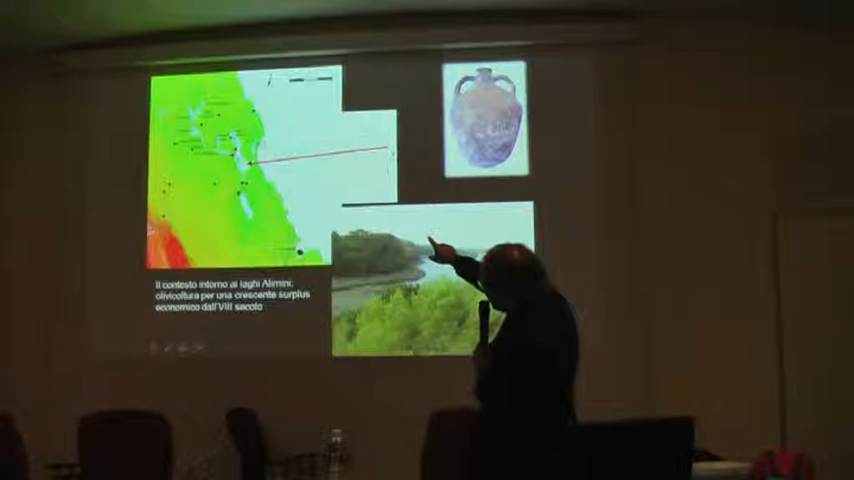 Il contesto intorno ai laghi Alimini:
olivicoltura per una crescente surplus
economico dall'VIII secolo